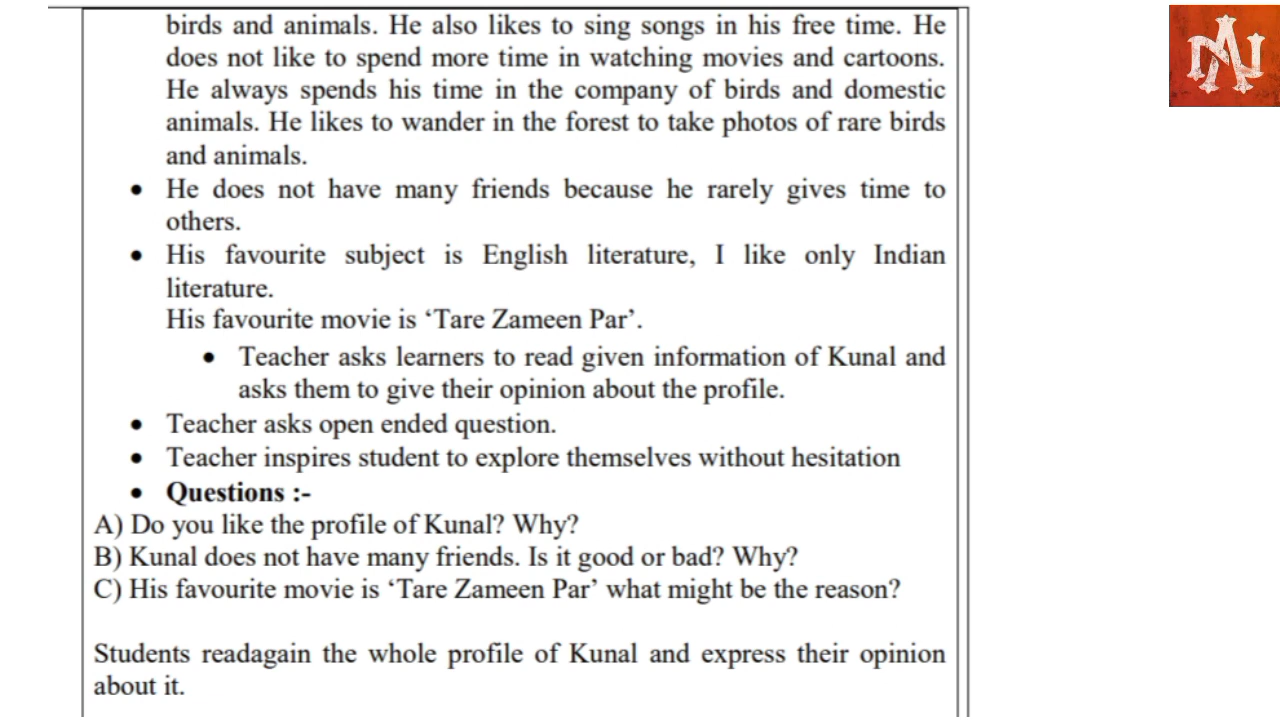 birds and animals. He also likes to sing songs in his free time. He
does not like to spend more time in watching movies and cartoons.
He always spends his time in the company of birds and domestic
animals. He likes to wander in the forest to take photos of rare birds
and animals.
• He does not have many friends because he rarely gives time to
others.
• His favourite subject is English literature, I like only Indian
literature.
His favourite movie is ‘Tare Zameen Par’.
• Teacher asks learners to read given information of Kunal and
asks them to give their opinion about the profile.
• Teacher asks open ended question.
• Teacher inspires student to explore themselves without hesitation
• Questions :-
A) Do you like the profile of Kunal? Why?
B) Kunal does not have many friends. Is it good or bad? Why?
C) His favourite movie is ‘Tare Zameen Par’ what might be the reason?
Students readagain the whole profile of Kunal and express their opinion
about it.